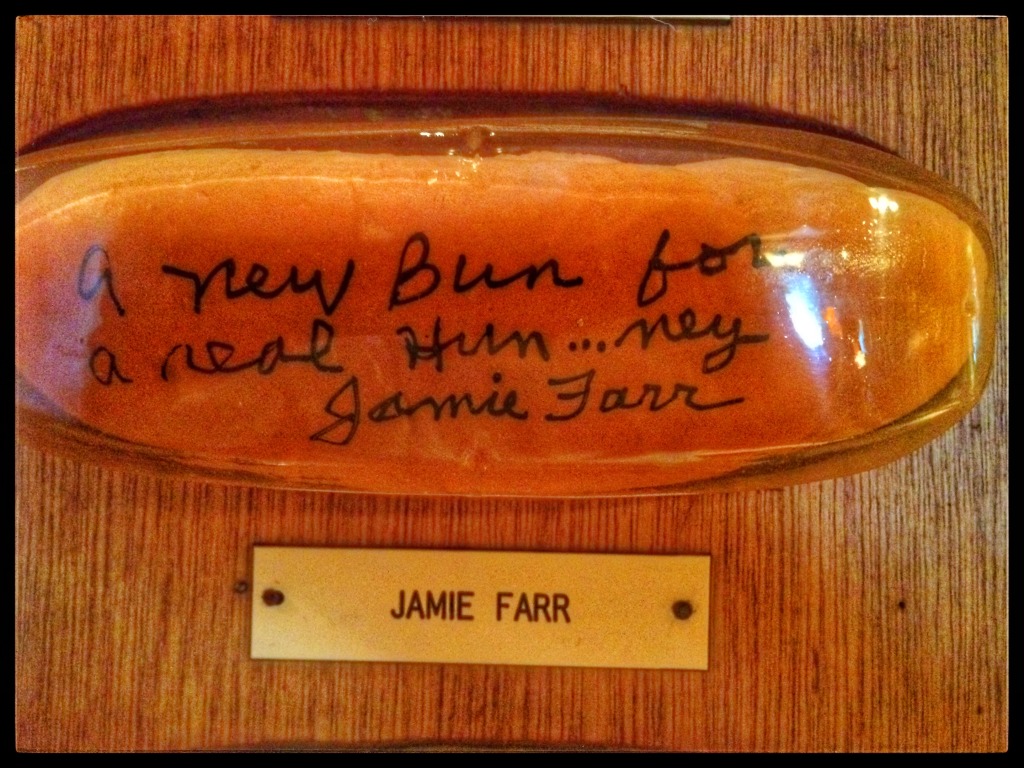 a new Bun for
a real Hun...ney
Jamie Farr
JAMIE FARR